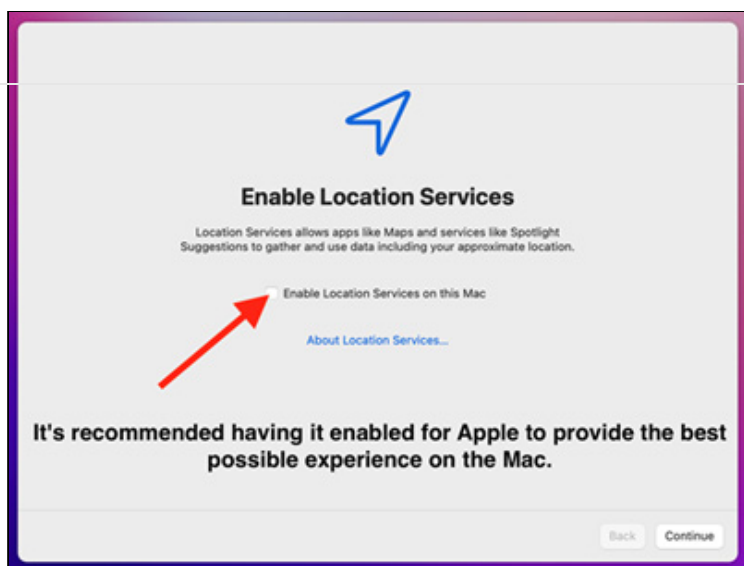 Enable Location Services
Location Services allows apps like Maps and services like Spotlight
Suggestions to gather and use data including your approximate location.
Enable Location Services on this Mac
About Location Services...
It's recommended having it enabled for Apple to provide the best
possible experience on the Mac.
Back
Continue